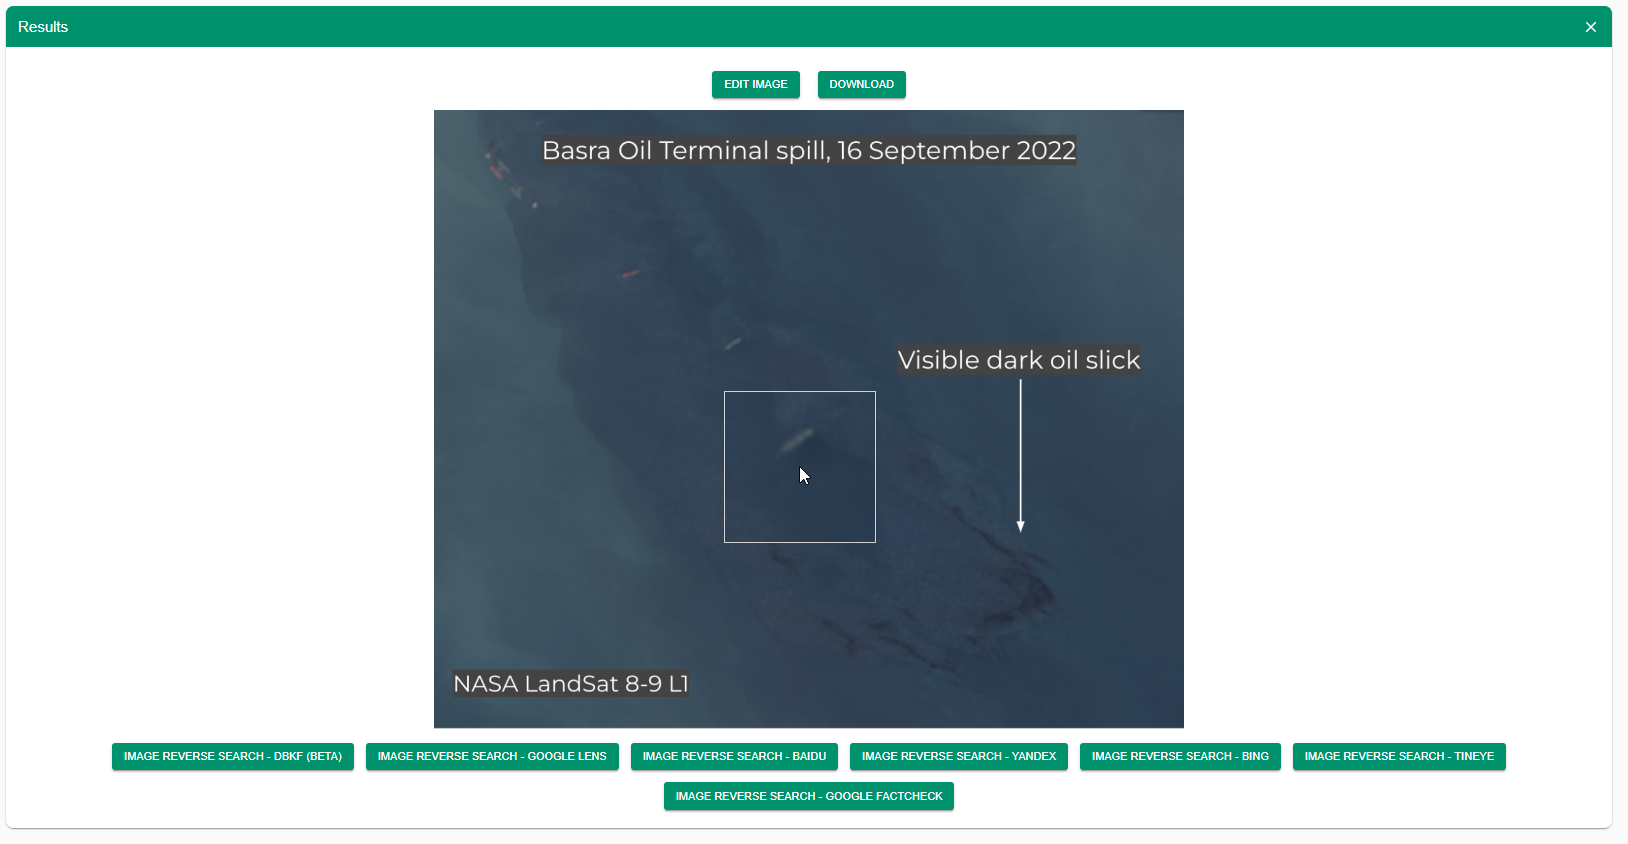 Results
EDIT IMAGE DOWNLOAD
Basra Oil Terminal spill, 16 September 2022
Visible dark oil slick
NASA LandSat 8-9 L1
IMAGE REVERSE SEARCH - DBKF (BETA) IMAGE REVERSE SEARCH - GOOGLE LENS IMAGE REVERSE SEARCH - BAIDU IMAGE REVERSE SEARCH - YANDEX IMAGE REVERSE SEARCH - BING IMAGE REVERSE SEARCH - TINEYE
IMAGE REVERSE SEARCH - GOOGLE FACTCHECK